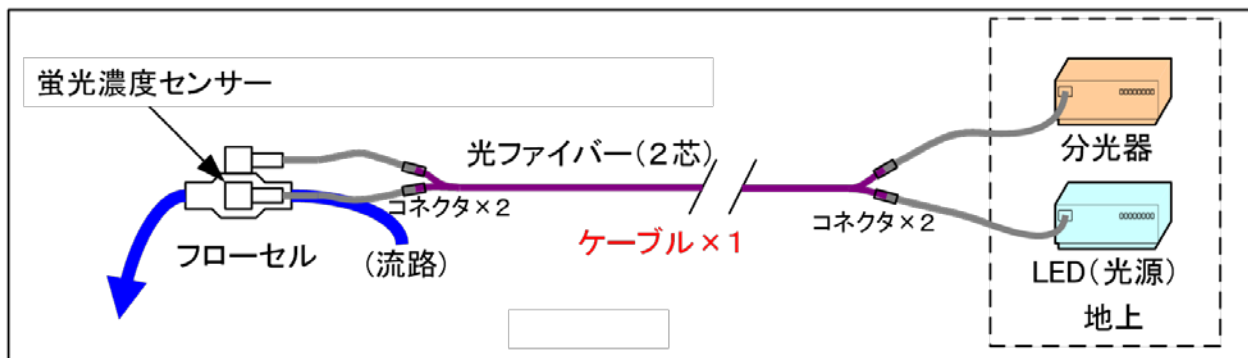 蛍光濃度センサー
光ファイバー(2芯)
分光器
コネクタ×2
コネクタ×2
フローセル
(流路)
ケーブル×1
LED(光源)
地上